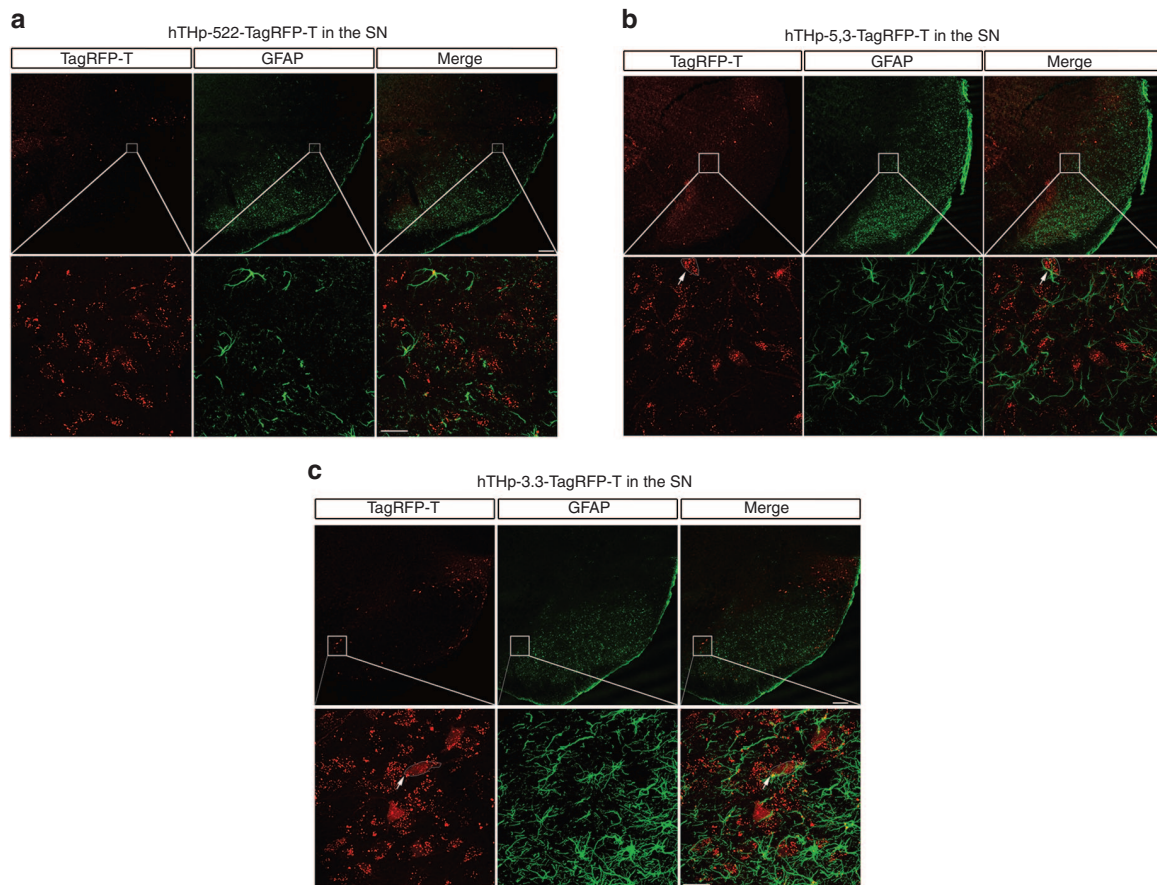 a
hTHp-522-TagRFP-T in the SN
TagRFP-T GFAP Merge
b
hTHp-5,3-TagRFP-T in the SN
TagRFP-T GFAP Merge
c
hTHp-3.3-TagRFP-T in the SN
TagRFP-T GFAP Merge